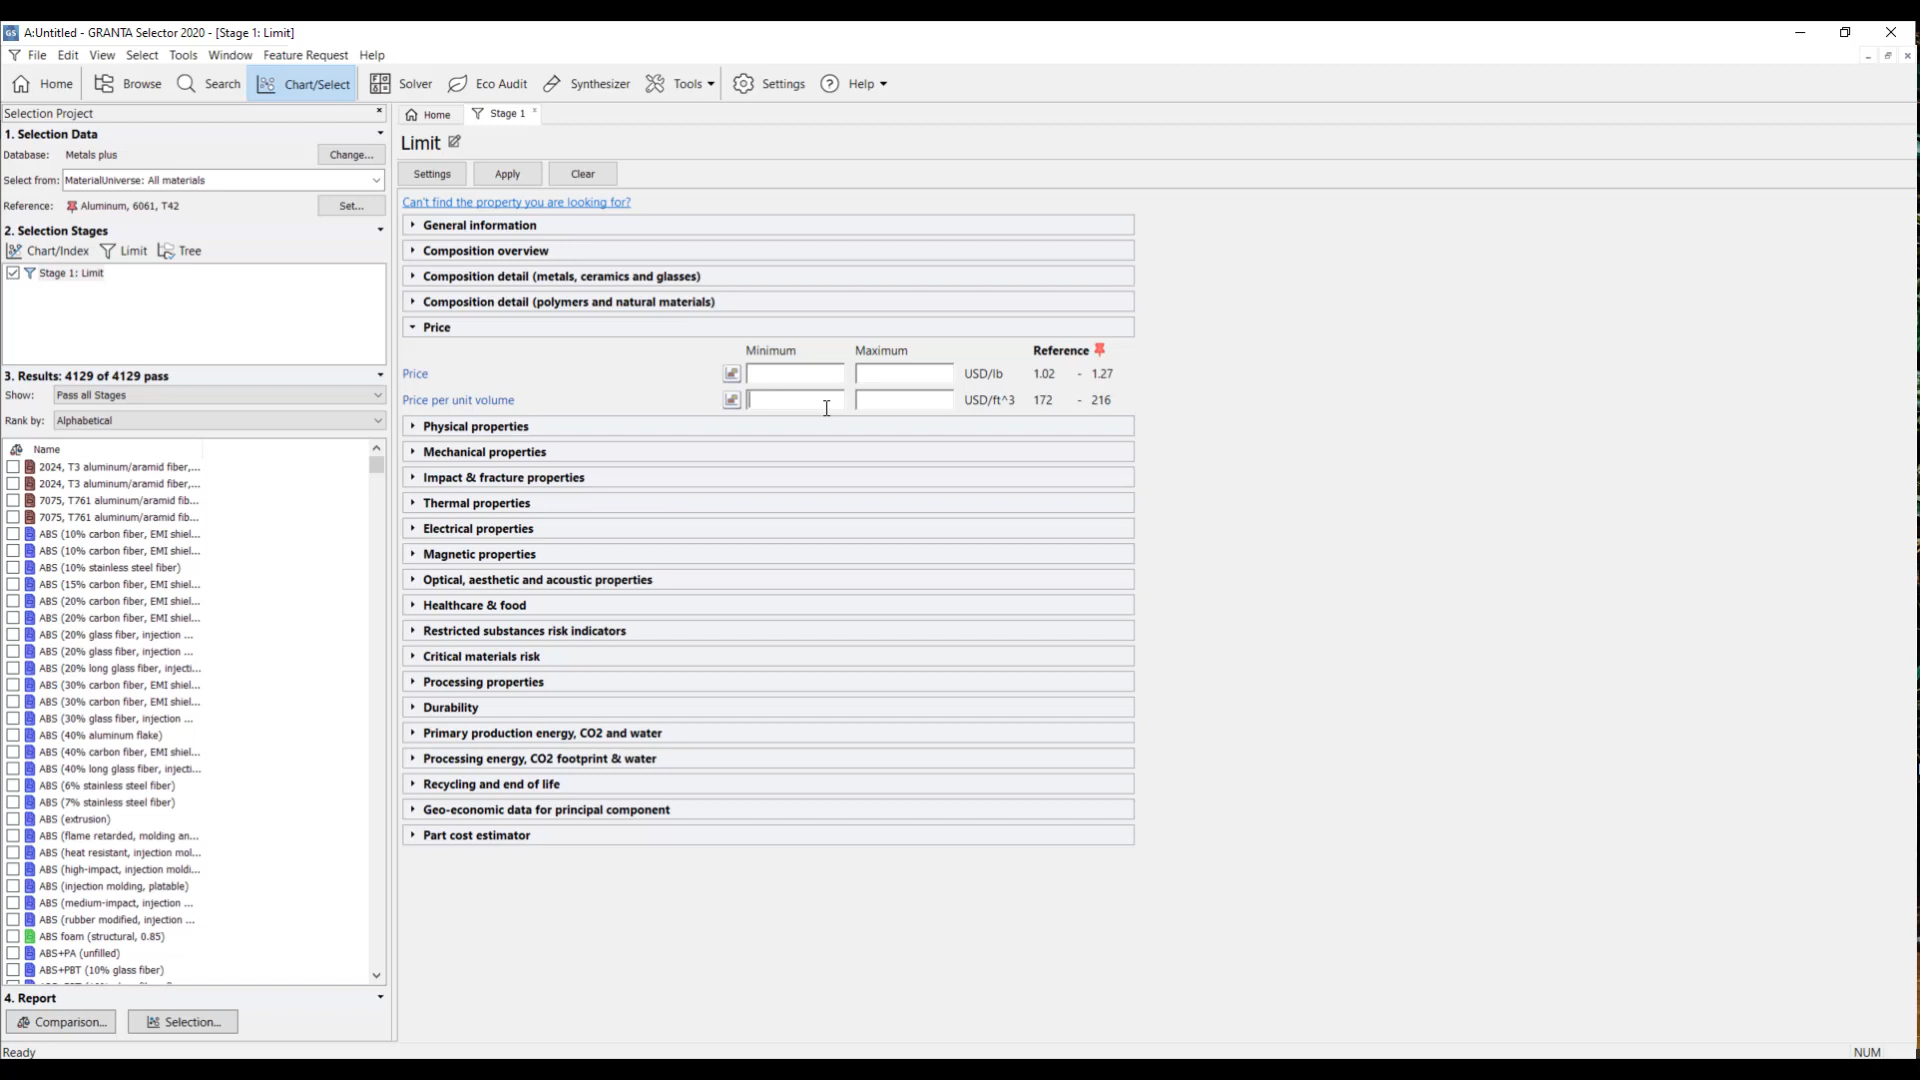 A:Untitled - GRANTA Selector 2020 - [Stage 1: Limit]
File Edit View Select Tools Window Feature Request Help
Home Browse Search Chart/Select Solver Eco Audit Synthesizer Tools Settings Help
Selection Project
1. Selection Data
Database: Metals plus Change...
Select from: MaterialUniverse: All materials
Reference: Aluminum, 6061, T42 Set...
2. Selection Stages
Chart/Index Limit Tree
Stage 1: Limit
3. Results: 4129 of 4129 pass
Show: Pass all Stages
Rank by: Alphabetical
Name
2024, T3 aluminum/aramid fiber,...
2024, T3 aluminum/aramid fiber,...
7075, T761 aluminum/aramid fib...
7075, T761 aluminum/aramid fib...
ABS (10% carbon fiber, EMI shiel...
ABS (10% carbon fiber, EMI shiel...
ABS (10% stainless steel fiber)
ABS (15% carbon fiber, EMI shiel...
ABS (20% carbon fiber, EMI shiel...
ABS (20% carbon fiber, EMI shiel...
ABS (20% glass fiber, injection ...
ABS (20% glass fiber, injection ...
ABS (20% long glass fiber, injecti...
ABS (30% carbon fiber, EMI shiel...
ABS (30% carbon fiber, EMI shiel...
ABS (30% glass fiber, injection ...
ABS (40% aluminum flake)
ABS (40% carbon fiber, EMI shiel...
ABS (40% long glass fiber, injecti...
ABS (6% stainless steel fiber)
ABS (7% stainless steel fiber)
ABS (extrusion)
ABS (flame retarded, molding an...
ABS (heat resistant, injection mol...
ABS (high-impact, injection moldi...
ABS (injection molding, platable)
ABS (medium-impact, injection ...
ABS (rubber modified, injection ...
ABS foam (structural, 0.85)
ABS+PA (unfilled)
ABS+PBT (10% glass fiber)
4. Report
Comparison... Selection...
Ready
Home Stage 1
Limit
Settings Apply Clear
Can't find the property you are looking for?
General information
Composition overview
Composition detail (metals, ceramics and glasses)
Composition detail (polymers and natural materials)
Price
Minimum Maximum Reference
Price USD/lb 1.02 - 1.27
Price per unit volume USD/ft^3 172 - 216
Physical properties
Mechanical properties
Impact & fracture properties
Thermal properties
Electrical properties
Magnetic properties
Optical, aesthetic and acoustic properties
Healthcare & food
Restricted substances risk indicators
Critical materials risk
Processing properties
Durability
Primary production energy, CO2 and water
Processing energy, CO2 footprint & water
Recycling and end of life
Geo-economic data for principal component
Part cost estimator
NUM